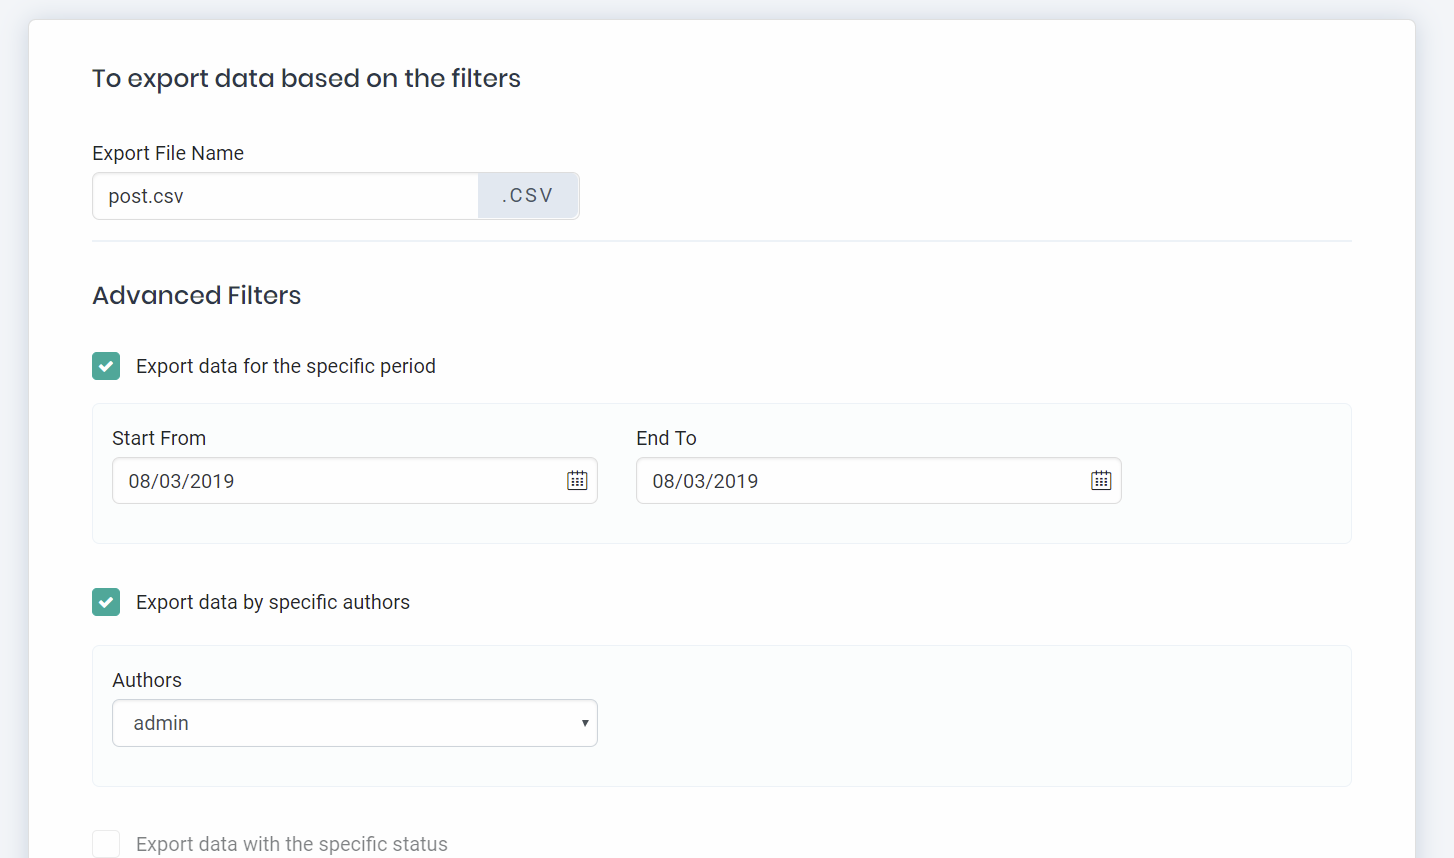 To export data based on the filters
Export File Name
post.csv .CSV
Advanced Filters
Export data for the specific period
Start From End To
08/03/2019 08/03/2019
Export data by specific authors
Authors
admin
Export data with the specific status